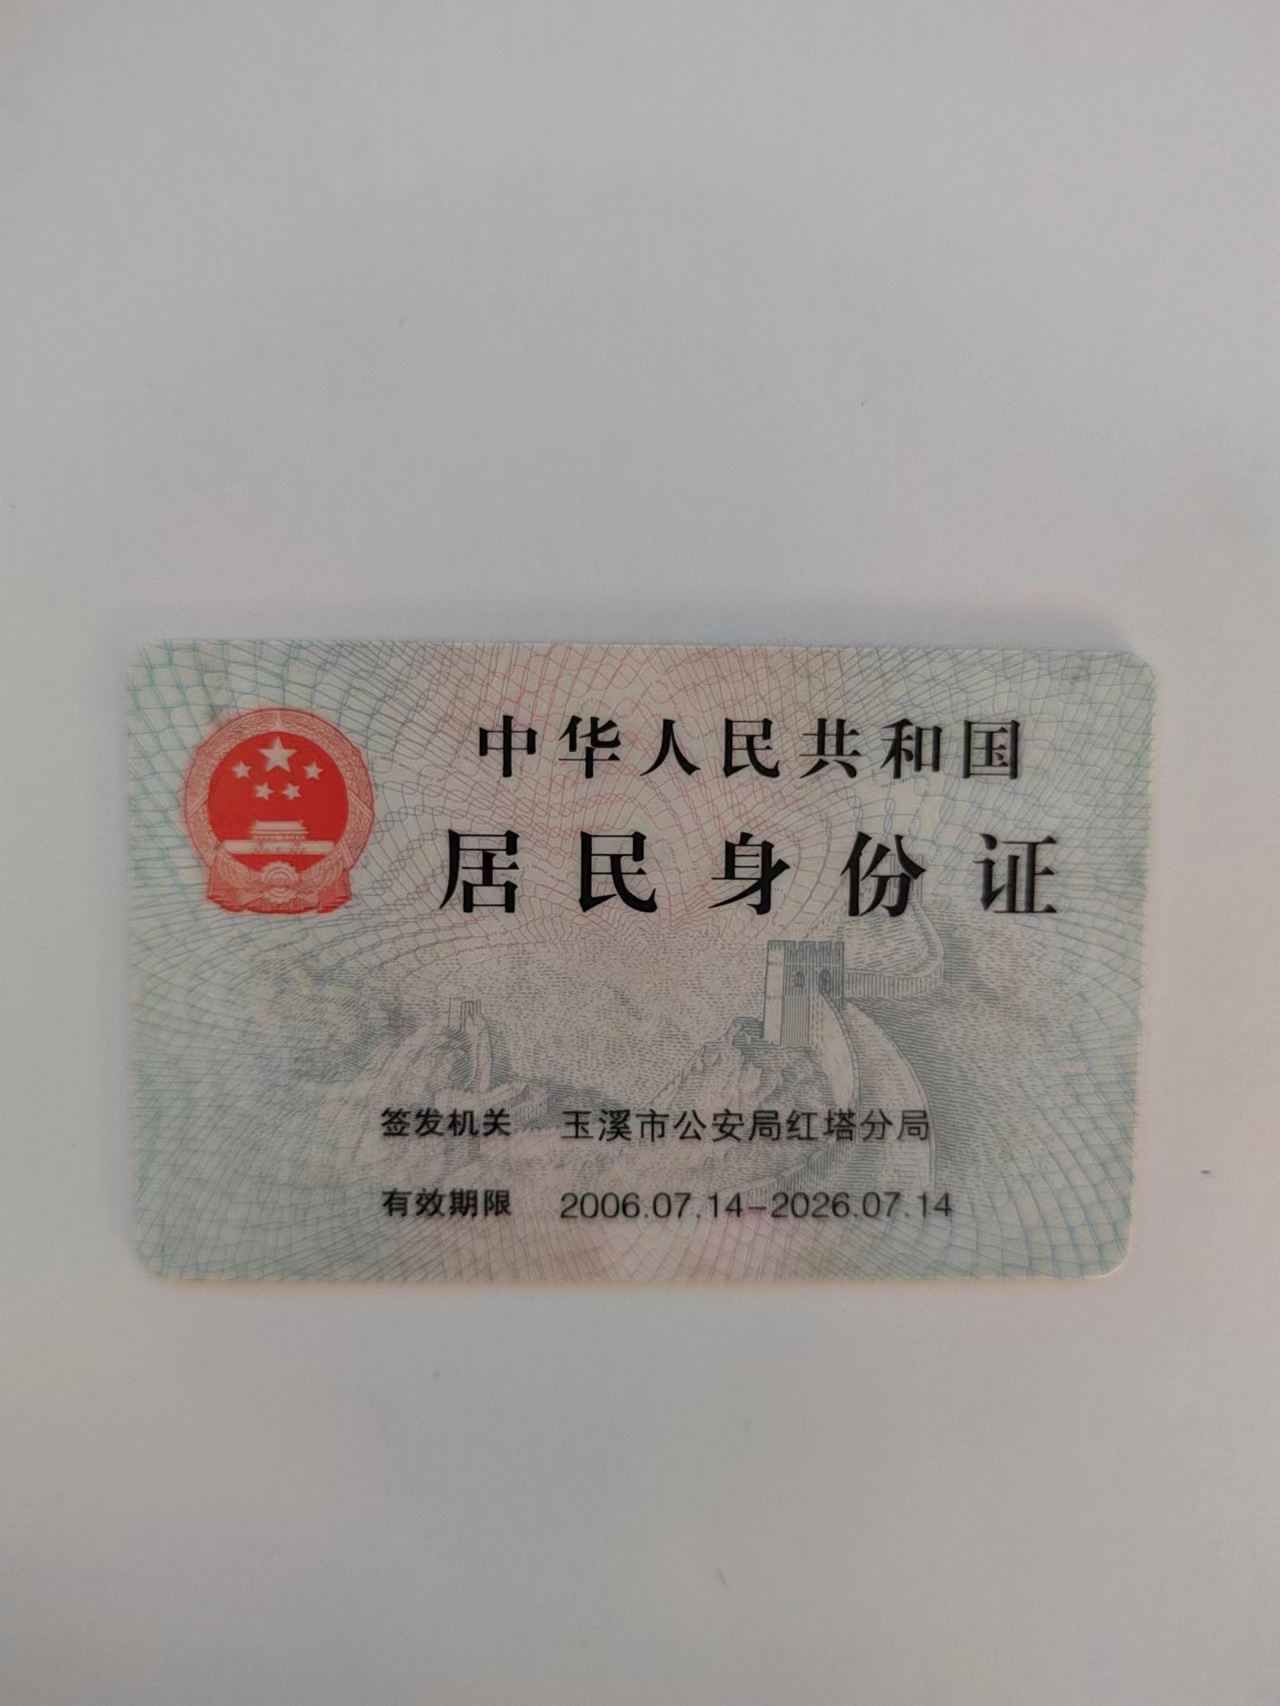 中华人民共和国
居民身份证
签发机关 玉溪市公安局红塔分局
有效期限 2006.07.14-2026.07.14